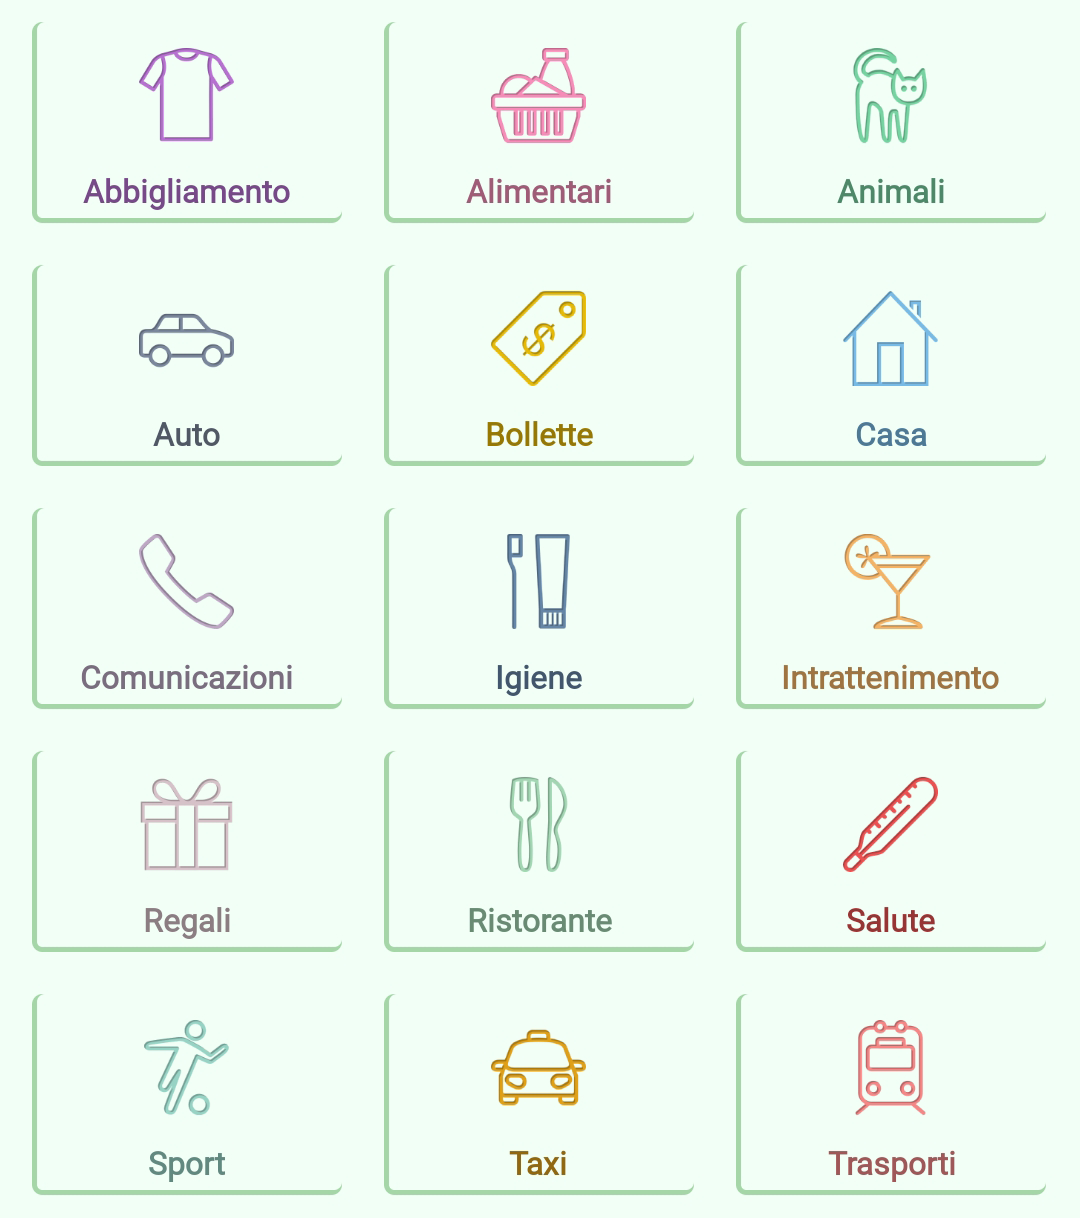 Abbigliamento
Alimentari
Animali
Auto
Bollette
Casa
Comunicazioni
Igiene
Intrattenimento
Regali
Ristorante
Salute
Sport
Taxi
Trasporti